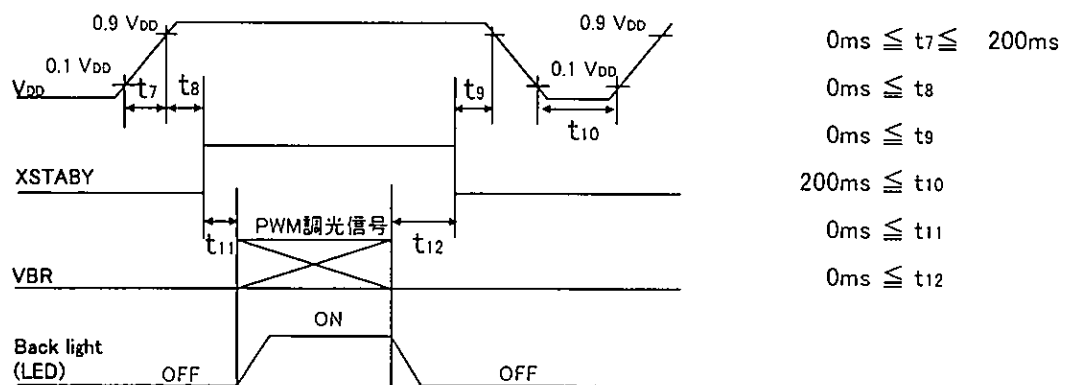 0.9 VDD
0.9 VDD
0ms ≦ t7≦ 200ms
0.1 VDD
0.1 VDD
VDD
t7
t8
t9
0ms ≦ t8
t10
0ms ≦ t9
XSTABY
200ms ≦ t10
t11
PWM調光信号
t12
0ms ≦ t11
VBR
0ms ≦ t12
ON
Back light
(LED)
OFF
OFF